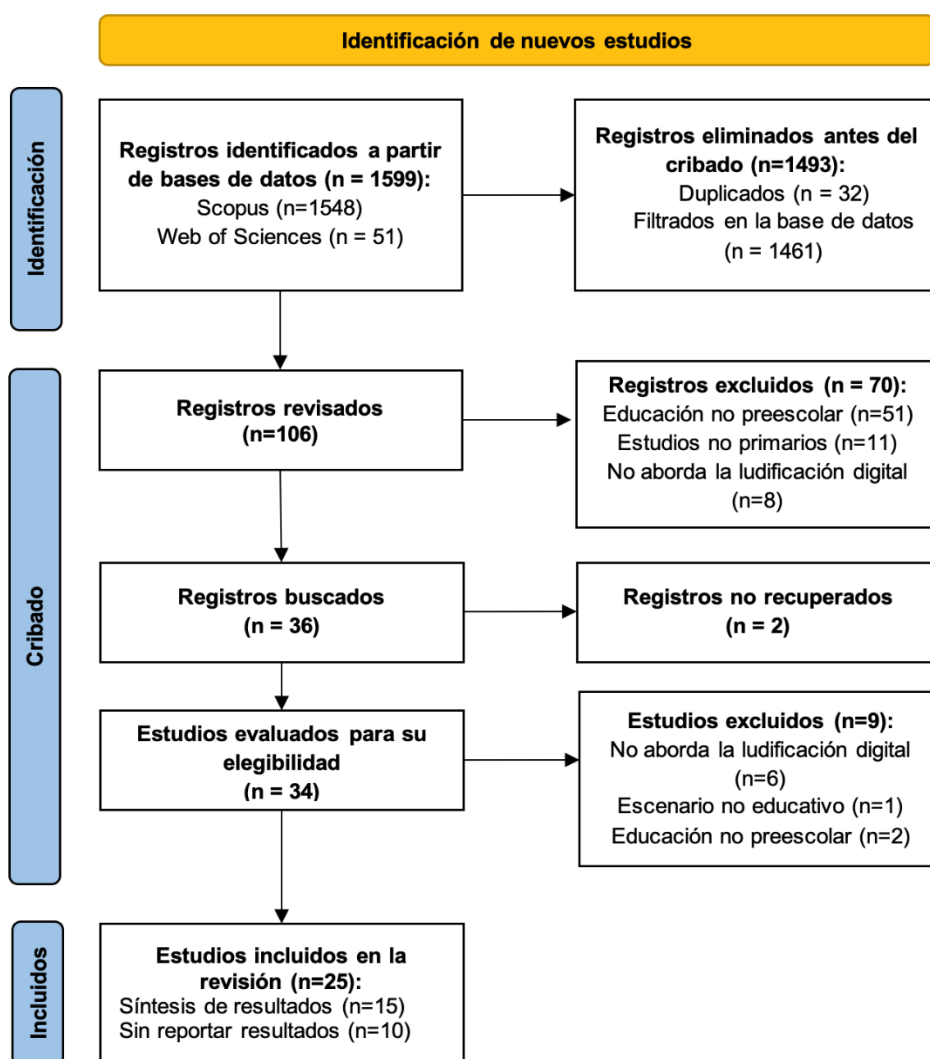 Identificación de nuevos estudios
Identificación
Registros identificados a partir
de bases de datos (n = 1599):
Scopus (n=1548)
Web of Sciences (n = 51)
Registros eliminados antes del
cribado (n=1493):
Duplicados (n = 32)
Filtrados en la base de datos
(n = 1461)
Cribado
Registros revisados
(n=106)
Registros excluidos (n = 70):
Educación no preescolar (n=51)
Estudios no primarios (n=11)
No aborda la ludificación digital
(n=8)
Registros buscados
(n = 36)
Registros no recuperados
(n = 2)
Estudios evaluados para su
elegibilidad
(n = 34)
Estudios excluidos (n=9):
No aborda la ludificación digital
(n=6)
Escenario no educativo (n=1)
Educación no preescolar (n=2)
Incluidos
Estudios incluidos en la
revisión (n=25):
Síntesis de resultados (n=15)
Sin reportar resultados (n=10)